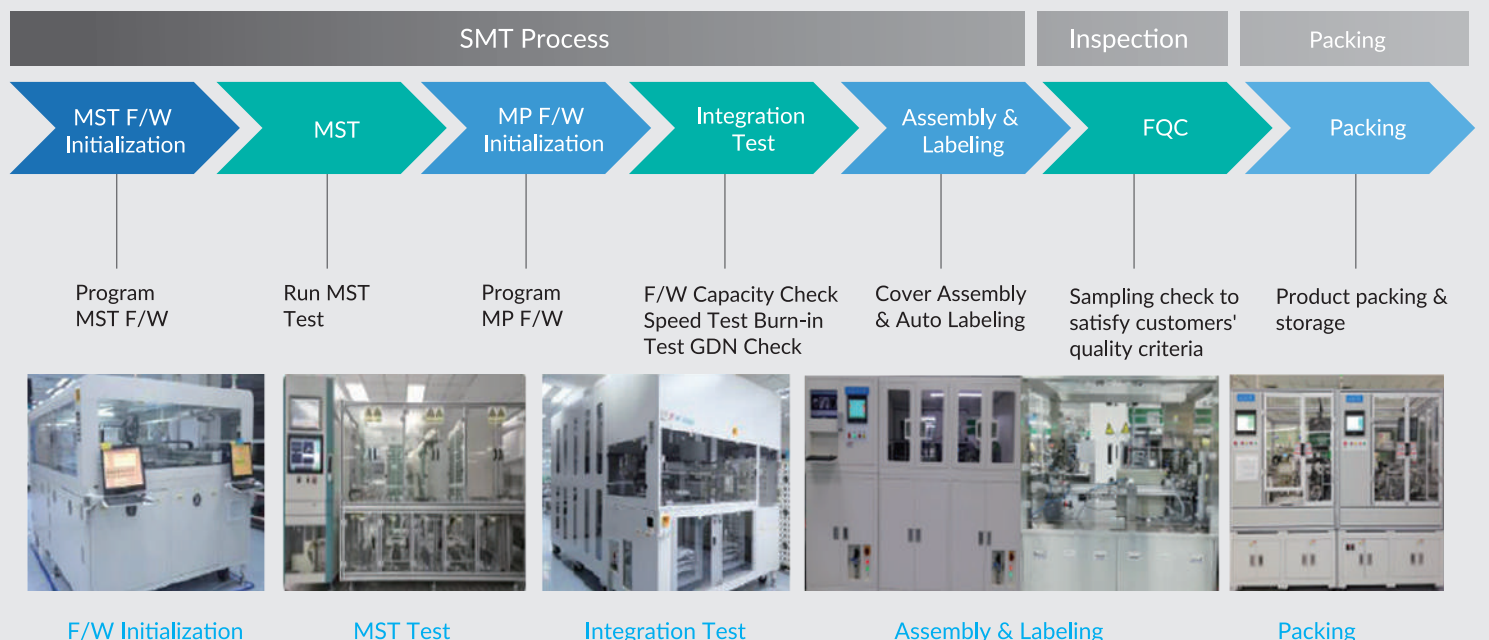 SMT Process
Inspection
Packing
MST F/W
Initialization
MST
MP F/W
Initialization
Integration
Test
Assembly &
Labeling
FQC
Packing
Program
MST F/W
Run MST
Test
Program
MP F/W
F/W Capacity Check
Speed Test Burn-in
Test GDN Check
Cover Assembly
& Auto Labeling
Sampling check to
satisfy customers'
quality criteria
Product packing &
storage
F/W Initialization
MST Test
Integration Test
Assembly & Labeling
Packing